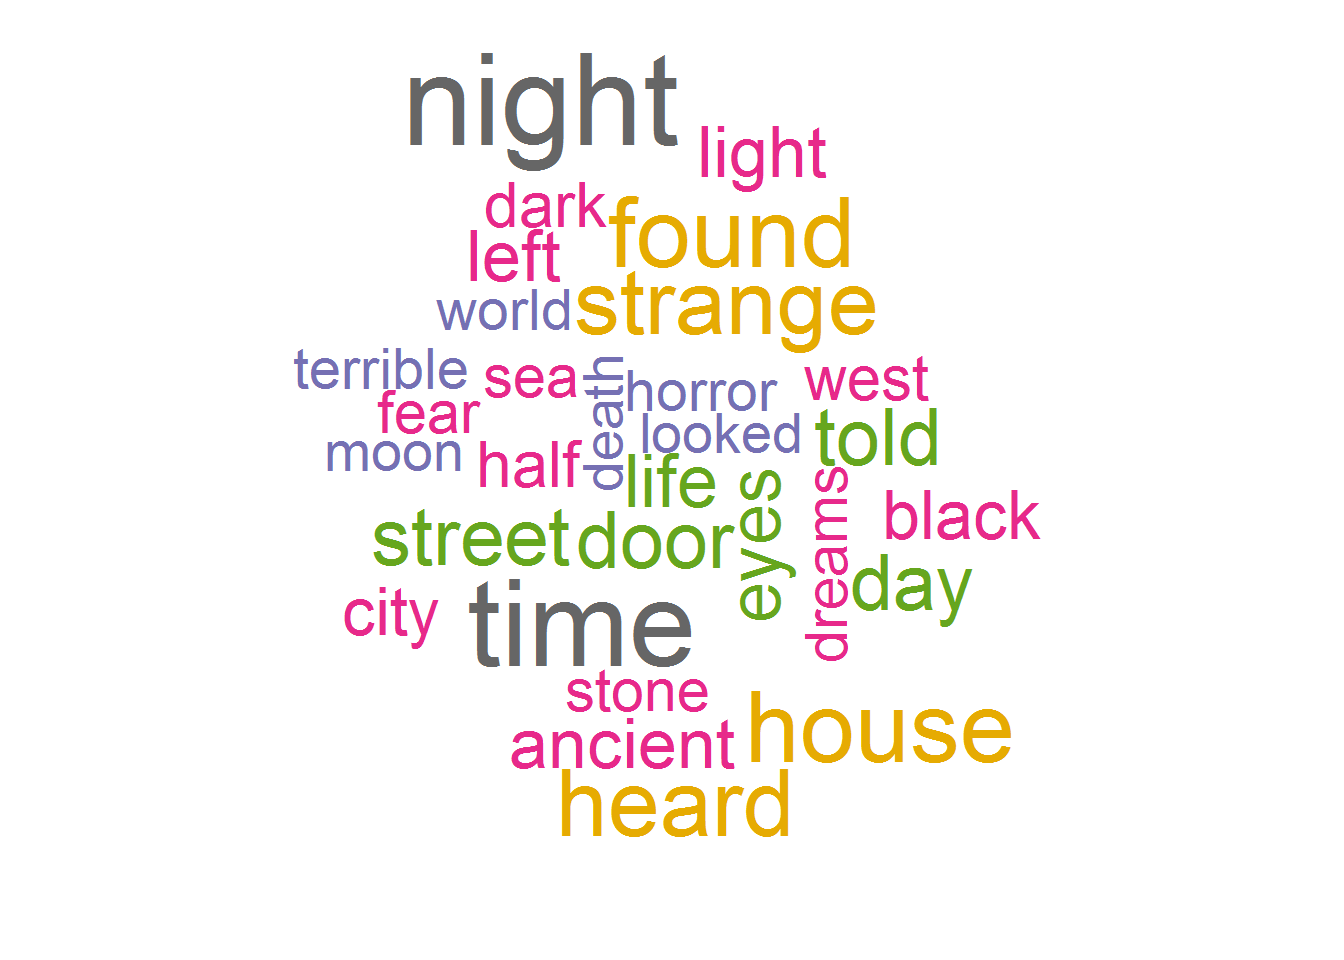 night
light
dark
found
left
strange
world
terrible
sea
death
horror
west
fear
looked
told
moon
half
life
eyes
dreams
black
street
door
day
city
time
stone
ancient
house
heard